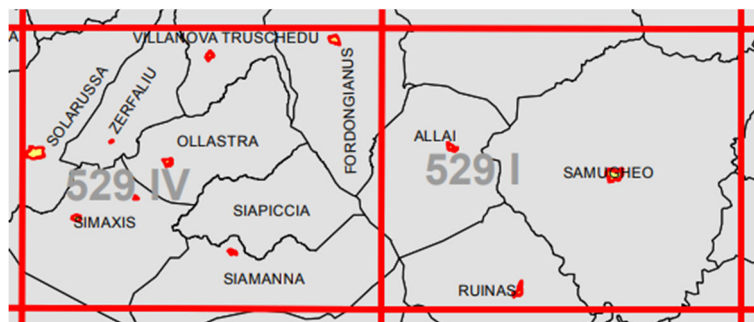 A
VILLANOVA TRUSCHEDU
SOLARUSSA
ZERFALIU
FORDONGIANUS
OLLASTRA
ALLAI
529 IV
529 I
SAMUGHEO
SIAPICCIA
SIMAXIS
SIAMANNA
RUINAS